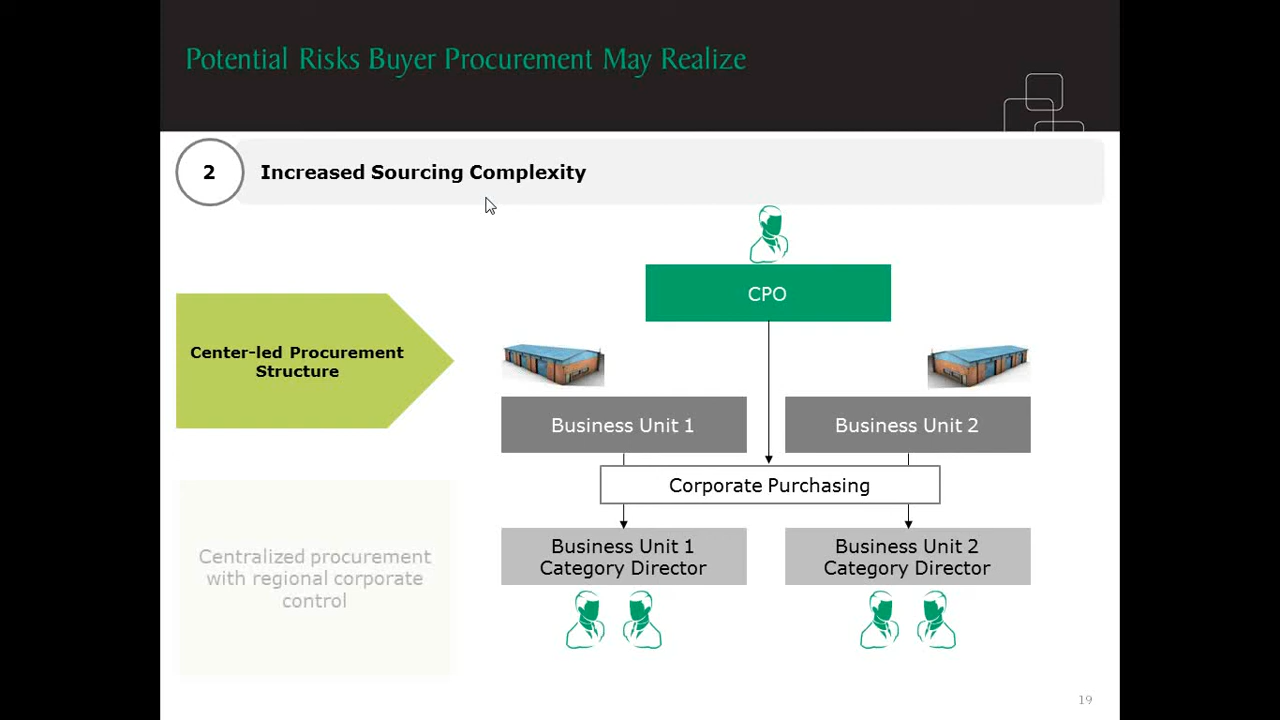 Potential Risks Buyer Procurement May Realize
2
Increased Sourcing Complexity
CPO
Center-led Procurement
Structure
Business Unit 1
Business Unit 2
Corporate Purchasing
Business Unit 1
Category Director
Business Unit 2
Category Director
Centralized procurement
with regional corporate
control
19